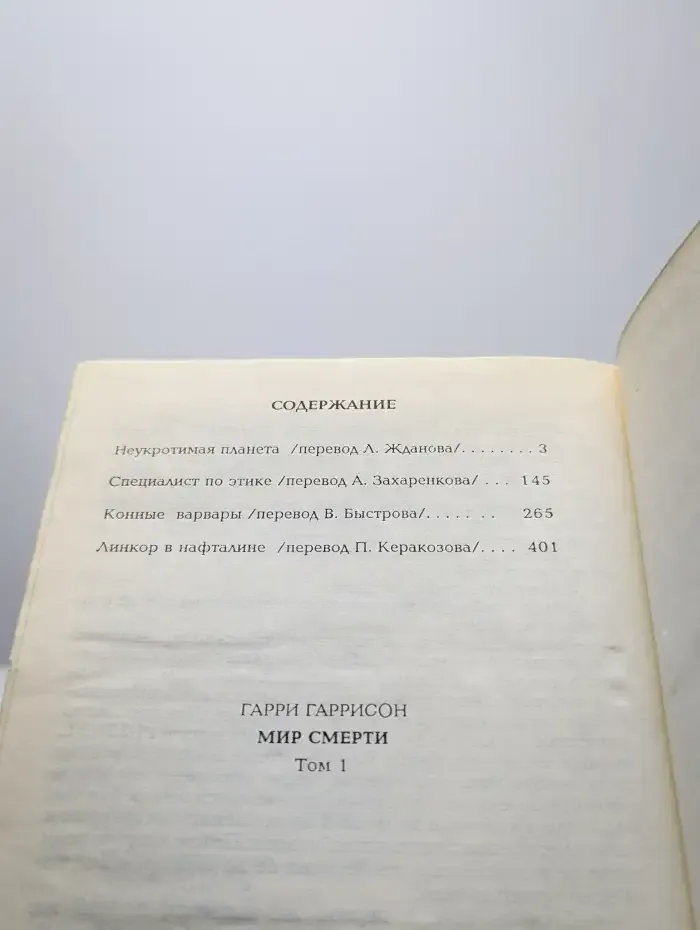 СОДЕРЖАНИЕ
Неукротимая планета /перевод Л. Жданова/. . . . . . . . 3
Специалист по этике /перевод А. Захаренкова/ . . . 145
Конные варвары /перевод В. Быстрова/. . . . . . . 265
Линкор в нафталине /перевод П. Керакозова/. . . . 401
ГАРРИ ГАРРИСОН
МИР СМЕРТИ
Том 1